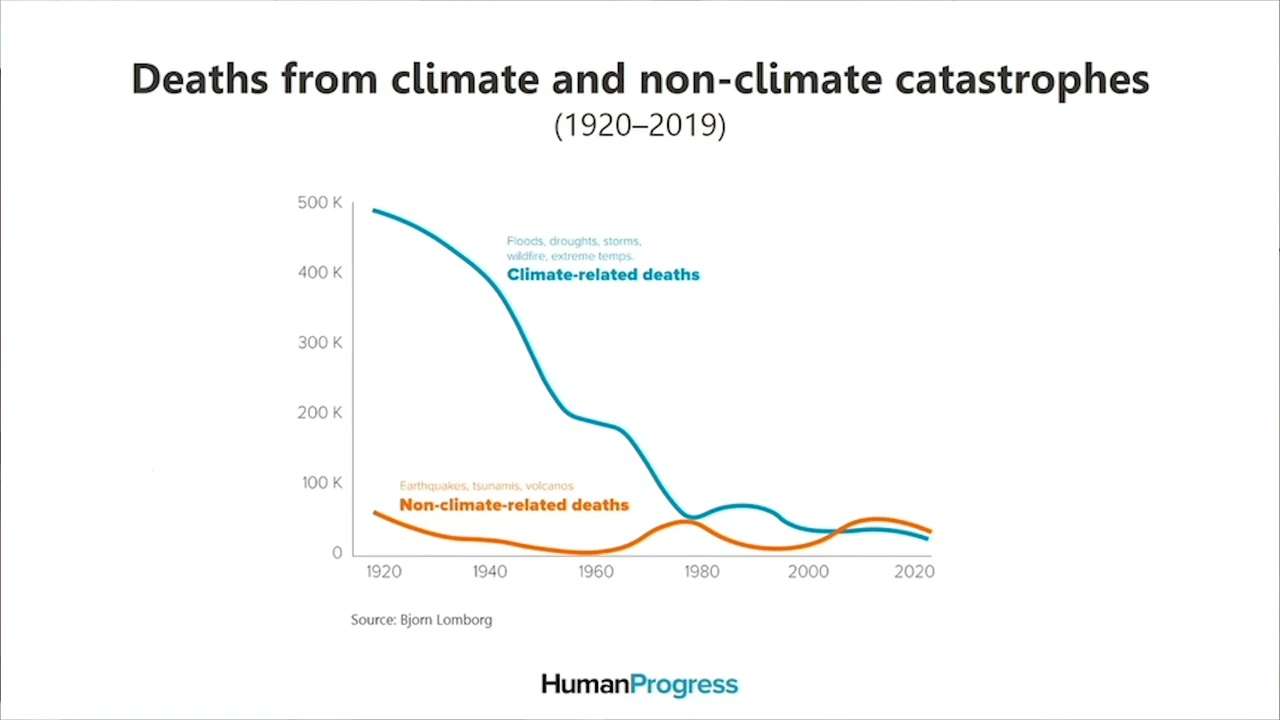 Deaths from climate and non-climate catastrophes
(1920–2019)
500 K
Floods, droughts, storms,
wildfire, extreme temps.
Climate-related deaths
400 K
300 K
200 K
100 K
Earthquakes, tsunamis, volcanos
Non-climate-related deaths
0
1920 1940 1960 1980 2000 2020
Source: Bjorn Lomborg
HumanProgress